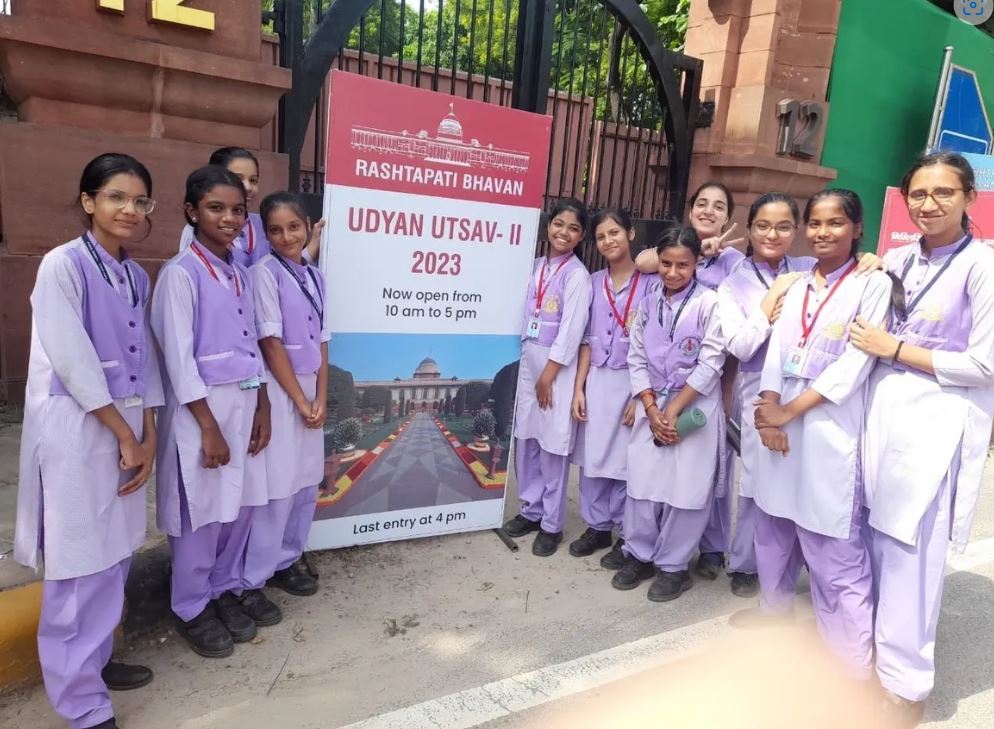 12
RASHTAPATI BHAVAN
UDYAN UTSAV- II
2023
Now open from
10 am to 5 pm
Last entry at 4 pm
12